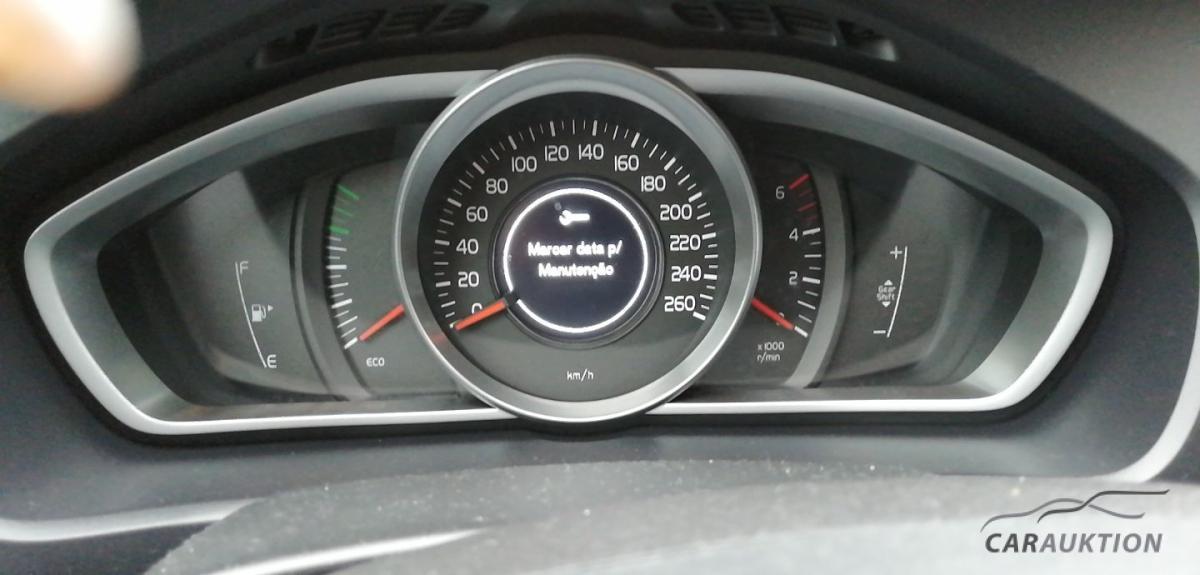 100 120 140 160
80 180
60 200
40 220
20 240
0 260
Marcar data p/
Manutenção
km/h
F
E
ECO
6
4
2
x1000
r/min
+
Gear
Shift
−
CARAUKTION